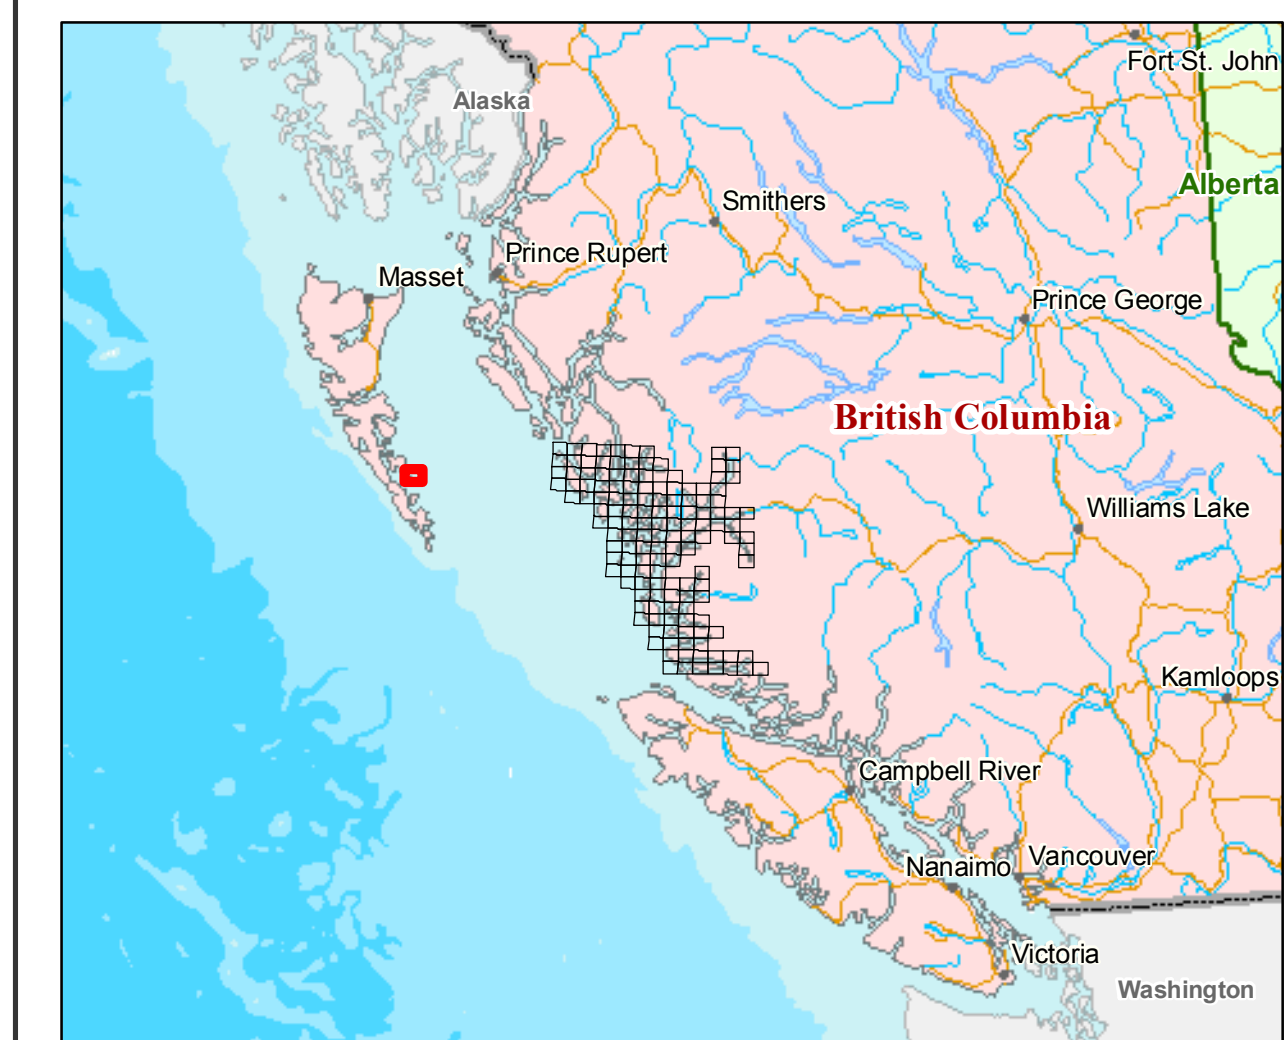 Fort St. John
Alaska
Alberta
Smithers
Prince Rupert
Masset
Prince George
British Columbia
Williams Lake
Kamloops
Campbell River
Vancouver
Nanaimo
Victoria
Washington